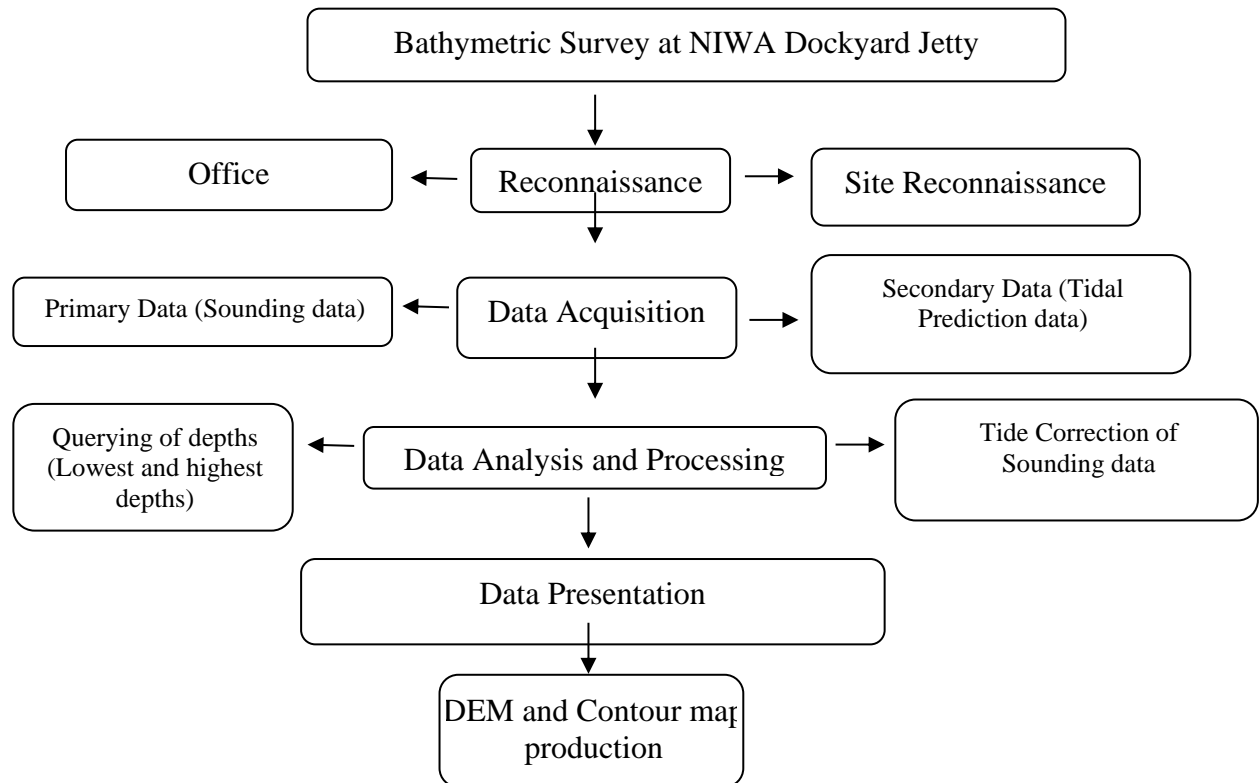 Bathymetric Survey at NIWA Dockyard Jetty
Office
Reconnaissance
Site Reconnaissance
Primary Data (Sounding data)
Data Acquisition
Secondary Data (Tidal
Prediction data)
Querying of depths
(Lowest and highest
depths)
Data Analysis and Processing
Tide Correction of
Sounding data
Data Presentation
DEM and Contour map
production